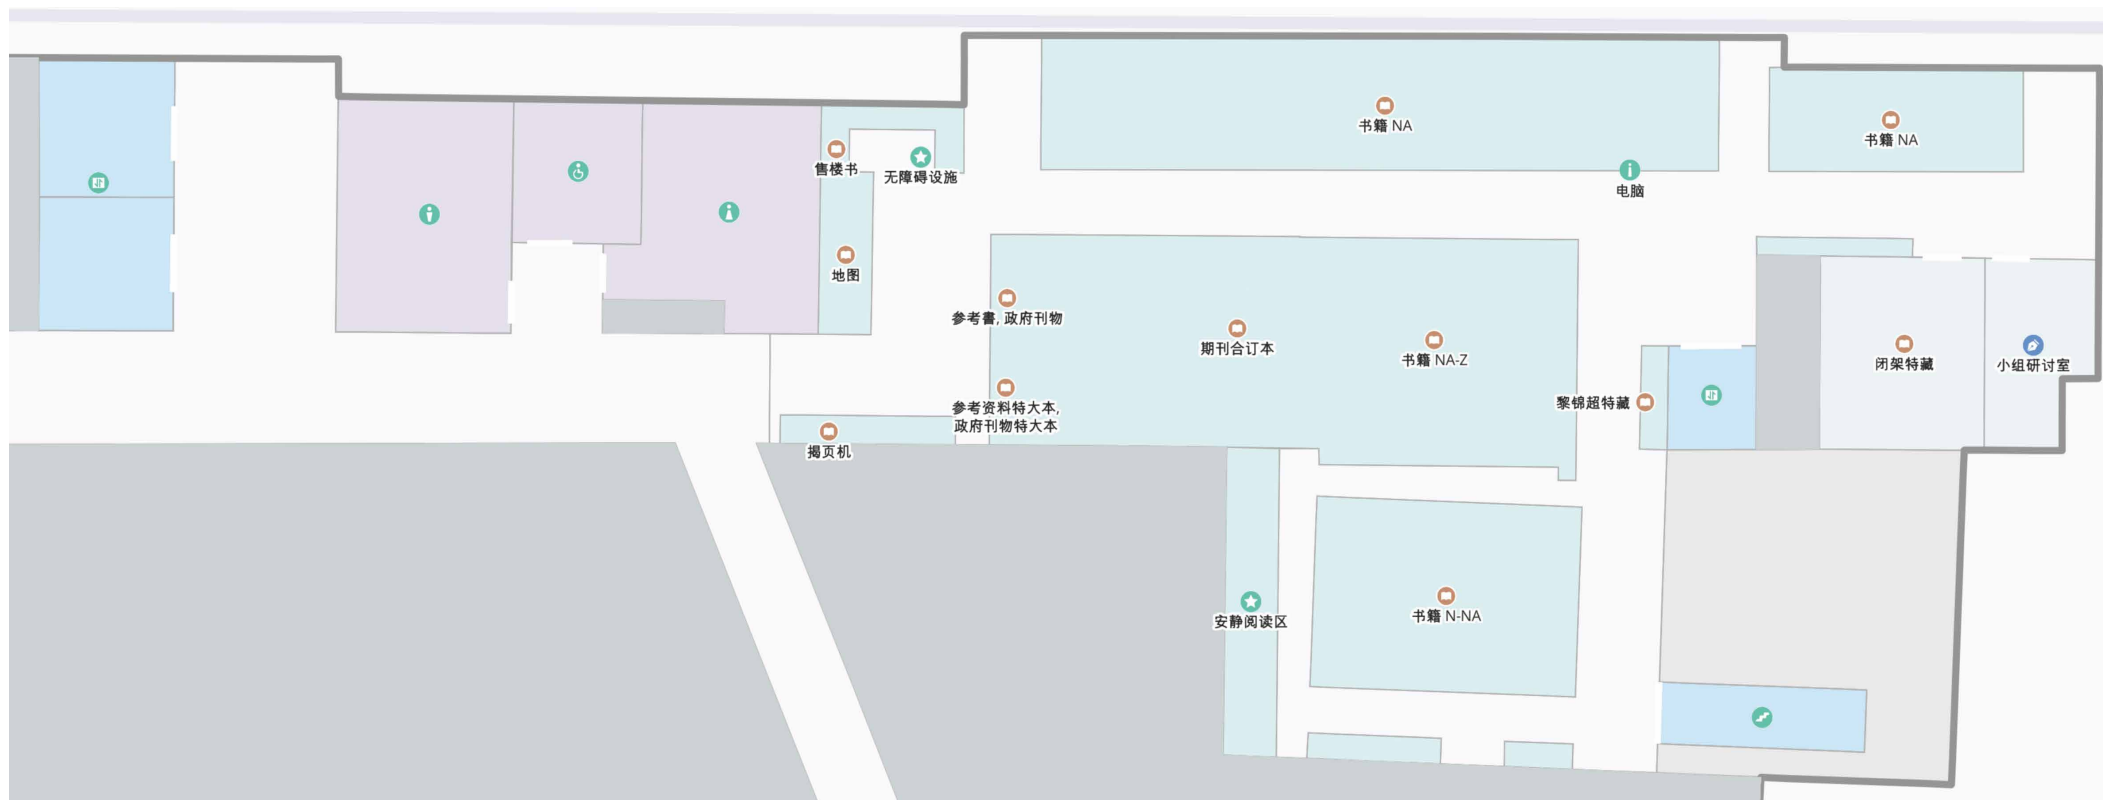 书籍 NA
书籍 NA
售楼书
无障碍设施
电脑
地图
参考書, 政府刊物
期刊合订本
书籍 NA-Z
闭架特藏
小组研讨室
参考资料特大本,
政府刊物特大本
黎锦超特藏
揭页机
安静阅读区
书籍 N-NA